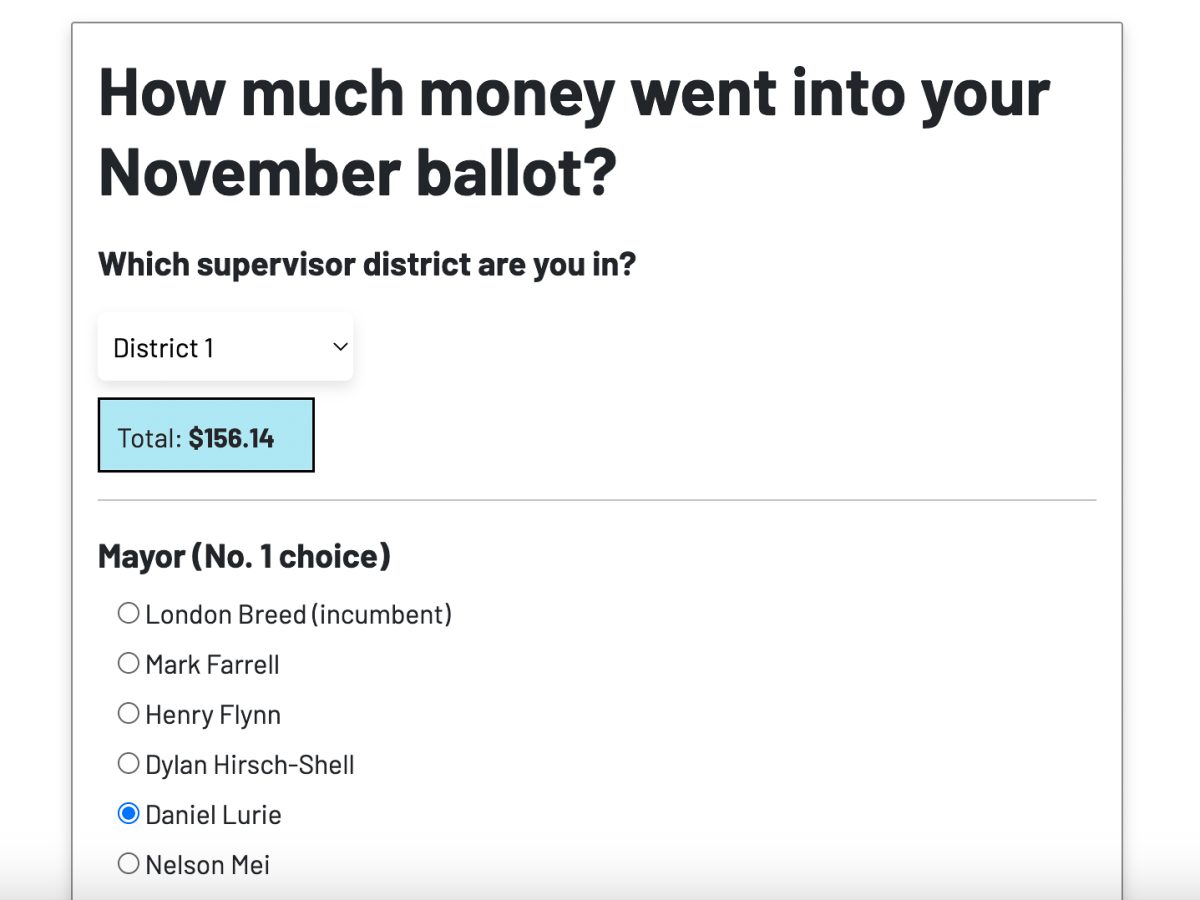 How much money went into your
November ballot?
Which supervisor district are you in?
District 1
Total: $156.14
Mayor (No. 1 choice)
London Breed (incumbent)
Mark Farrell
Henry Flynn
Dylan Hirsch-Shell
Daniel Lurie
Nelson Mei